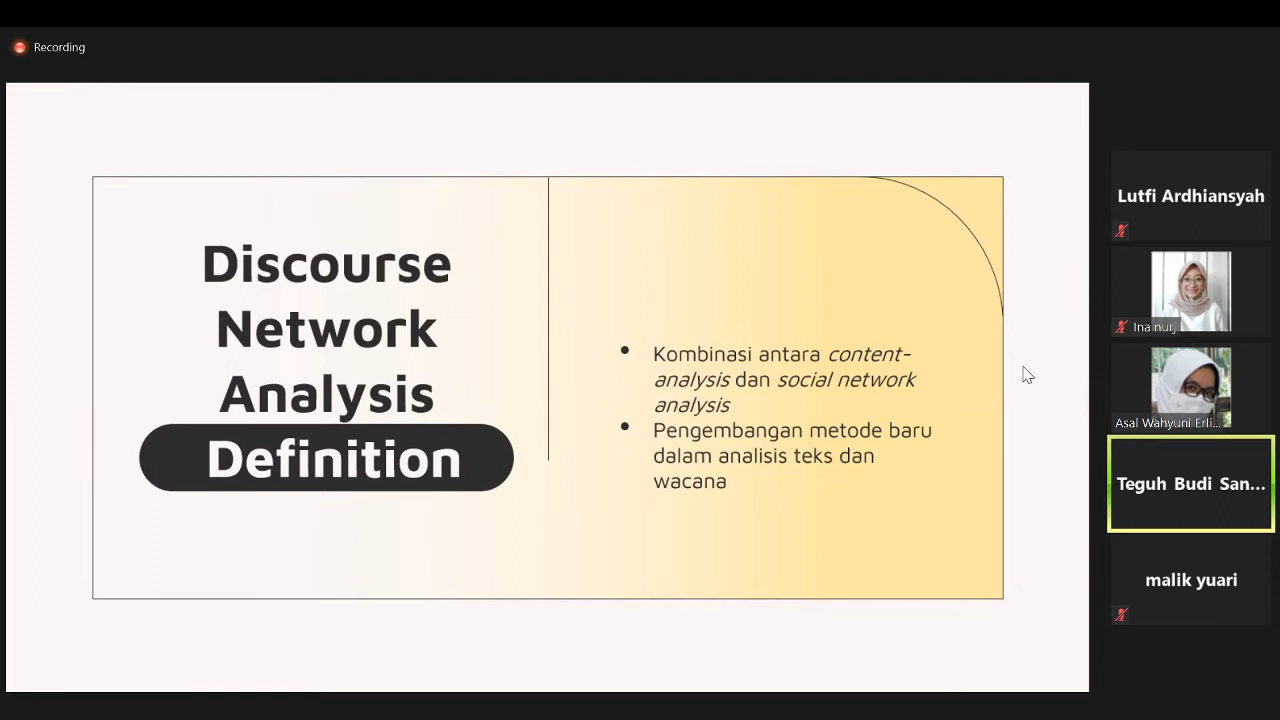 Recording
Discourse
Network
Analysis
Definition
• Kombinasi antara content-
analysis dan social network
analysis
• Pengembangan metode baru
dalam analisis teks dan
wacana
Lutfi Ardhiansyah
Ina nurj
Asal Wahyuni Erli...
Teguh Budi San...
malik yuari